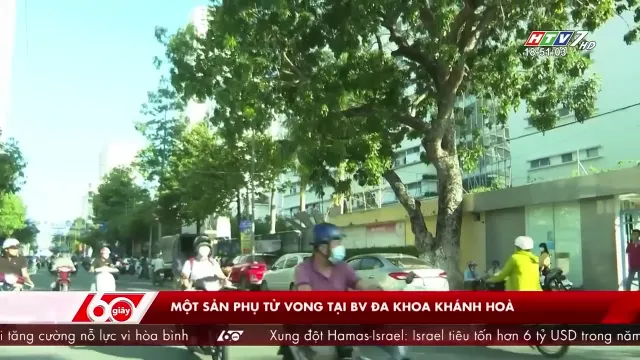 HTV7 HD
18:51:03
60 giây
MỘT SẢN PHỤ TỬ VONG TẠI BV ĐA KHOA KHÁNH HOÀ
i tăng cường nỗ lực vì hòa bình 60 giây Xung đột Hamas-Israel: Israel tiêu tốn hơn 6 tỷ USD trong năm